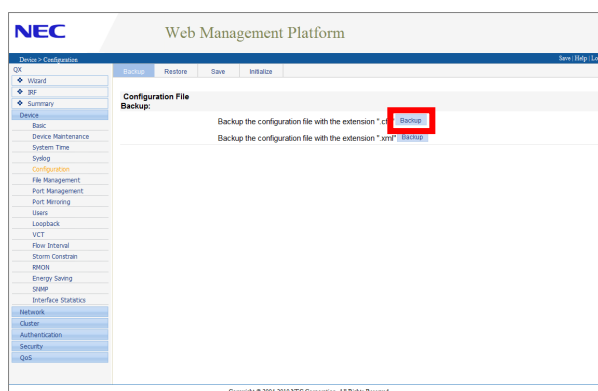 NEC
Web Management Platform
Device > Configuration
Save | Help | Lo
QX
Wizard
IRF
Summary
Device
Basic
Device Maintenance
System Time
Syslog
Configuration
File Management
Port Management
Port Mirroring
Users
Loopback
VCT
Flow Interval
Storm Constrain
RMON
Energy Saving
SNMP
Interface Statistics
Network
Cluster
Authentication
Security
QoS
Backup Restore Save Initialize
Configuration File
Backup:
Backup the configuration file with the extension ".cfg" Backup
Backup the configuration file with the extension ".xml" Backup